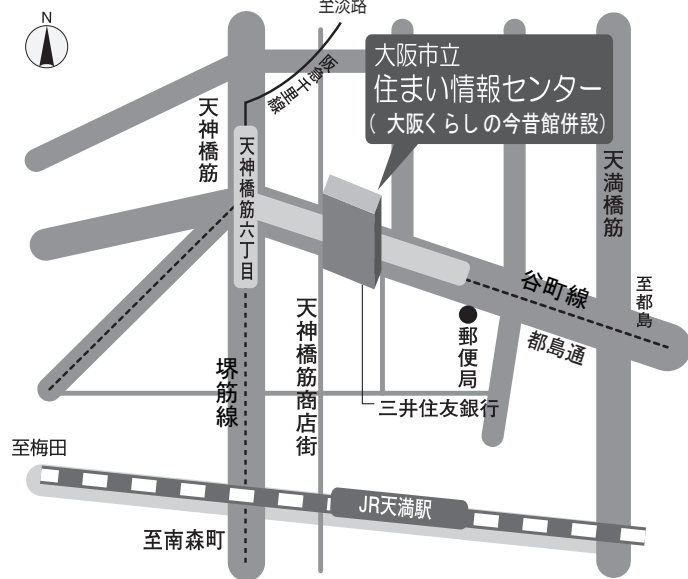 N
至淡路
阪急千里線
大阪市立
住まい情報センター
(大阪くらしの今昔館併設)
天神橋筋
天神橋筋六丁目
天満橋筋
谷町線
至都島
都島通
郵便局
天神橋筋商店街
堺筋線
三井住友銀行
至梅田
JR天満駅
至南森町